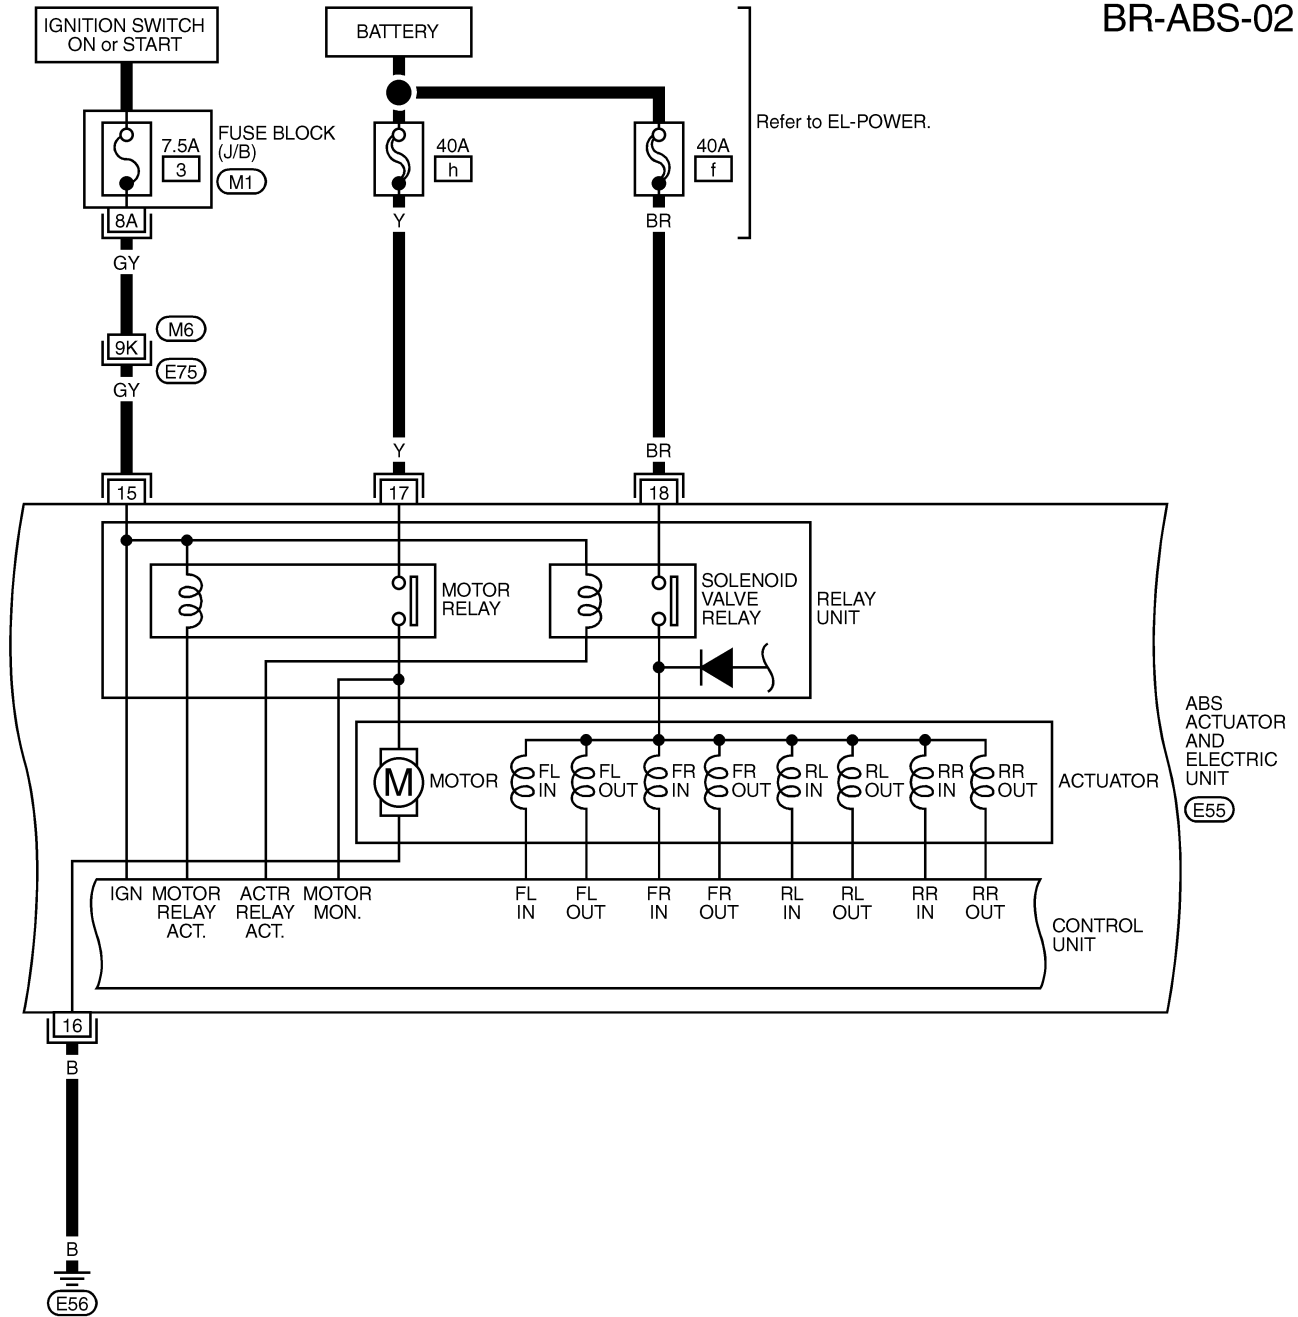 BR-ABS-02
IGNITION SWITCH
ON or START
BATTERY
Refer to EL-POWER.
7.5A
3
FUSE BLOCK
(J/B)
M1
40A
h
40A
f
8A
GY
Y
BR
M6
9K
E75
GY
Y
BR
15
17
18
MOTOR
RELAY
SOLENOID
VALVE
RELAY
RELAY
UNIT
ABS
ACTUATOR
AND
ELECTRIC
UNIT
E55
M
MOTOR
FL
IN
FL
OUT
FR
IN
FR
OUT
RL
IN
RL
OUT
RR
IN
RR
OUT
ACTUATOR
IGN
MOTOR
RELAY
ACT.
ACTR
RELAY
ACT.
MOTOR
MON.
FL
IN
FL
OUT
FR
IN
FR
OUT
RL
IN
RL
OUT
RR
IN
RR
OUT
CONTROL
UNIT
16
B
B
E56